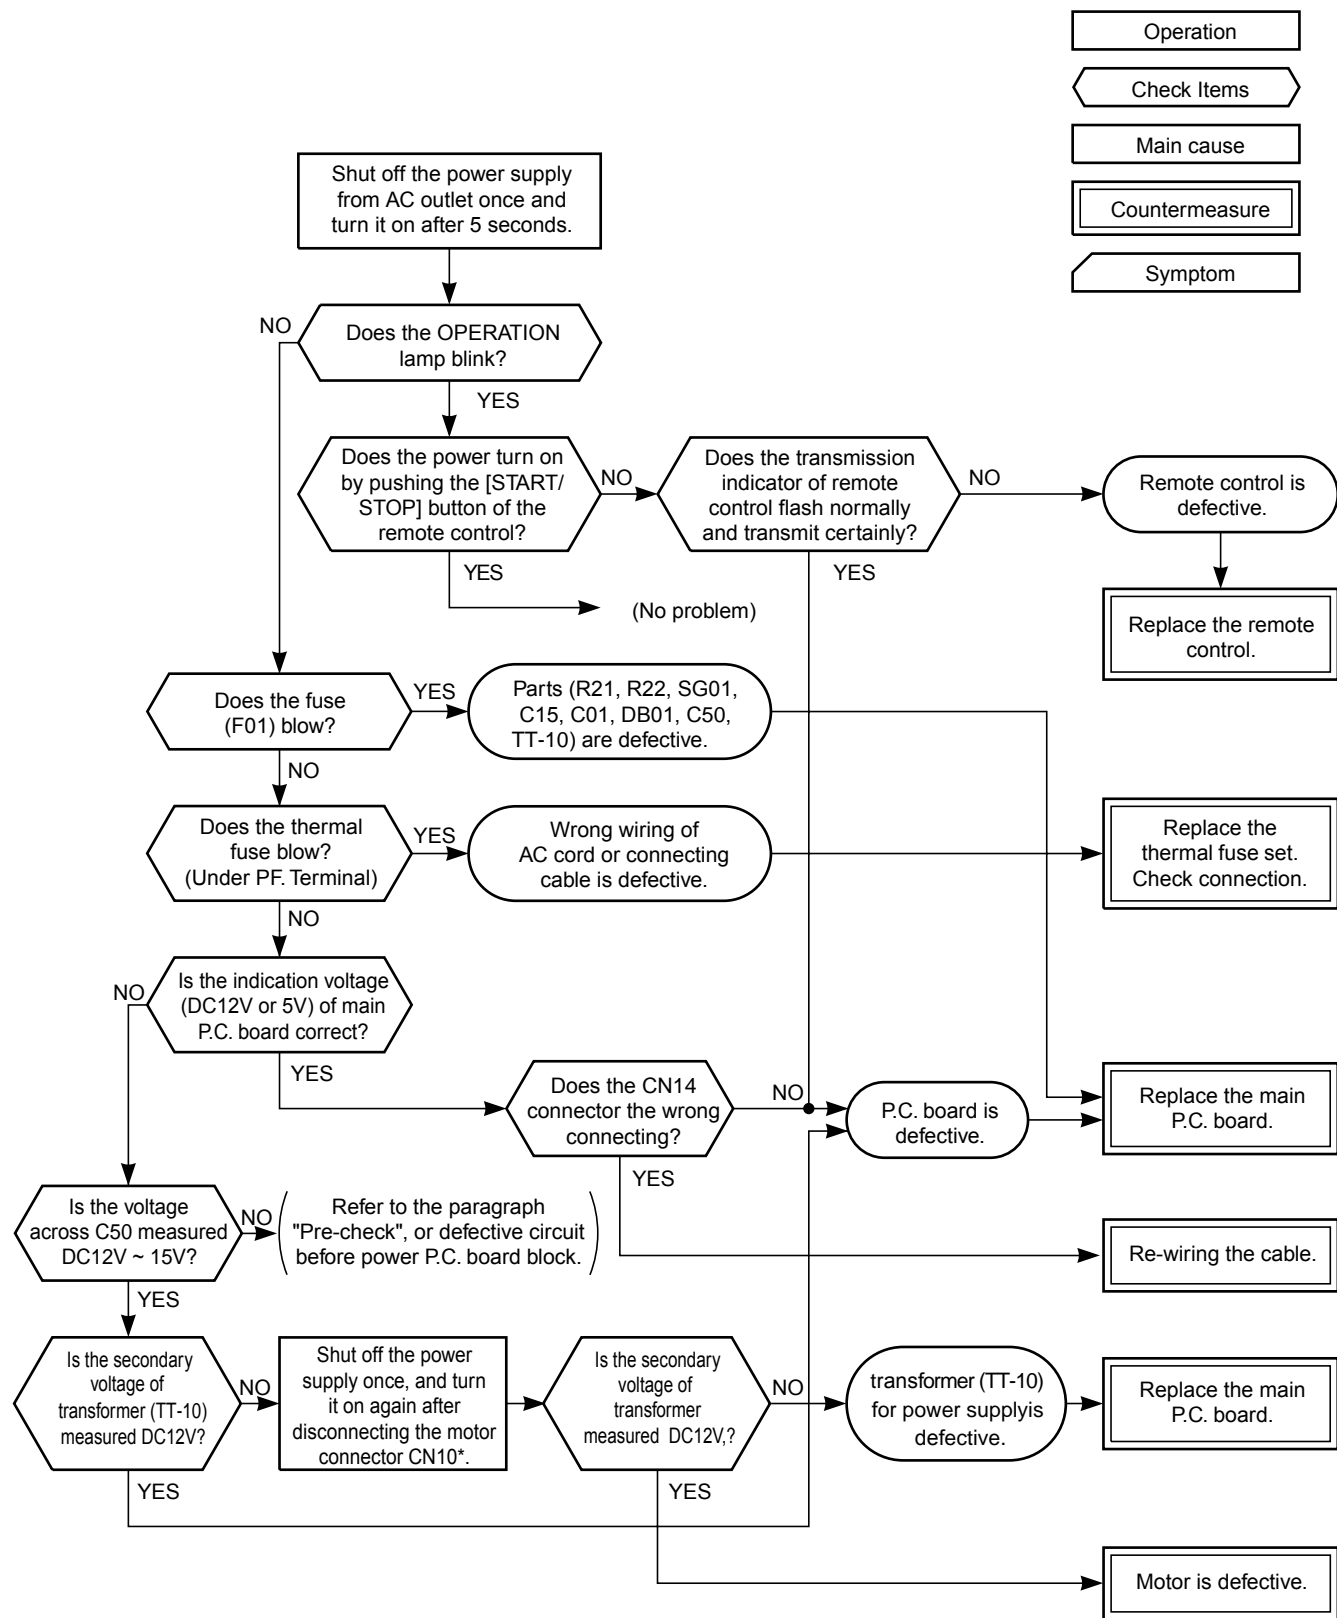 Operation
Check Items
Main cause
Countermeasure
Symptom
Shut off the power supply
from AC outlet once and
turn it on after 5 seconds.
NO
Does the OPERATION
lamp blink?
YES
Does the power turn on
by pushing the [START/
STOP] button of the
remote control?
NO
Does the transmission
indicator of remote
control flash normally
and transmit certainly?
NO
Remote control is
defective.
YES
YES
(No problem)
Replace the remote
control.
Does the fuse
(F01) blow?
YES
Parts (R21, R22, SG01,
C15, C01, DB01, C50,
TT-10) are defective.
NO
Does the thermal
fuse blow?
(Under PF. Terminal)
YES
Wrong wiring of
AC cord or connecting
cable is defective.
Replace the
thermal fuse set.
Check connection.
NO
Is the indication voltage
(DC12V or 5V) of main
P.C. board correct?
NO
YES
Does the CN14
connector the wrong
connecting?
NO
P.C. board is
defective.
Replace the main
P.C. board.
YES
Is the voltage
across C50 measured
DC12V ~ 15V?
NO
Refer to the paragraph
"Pre-check", or defective circuit
before power P.C. board block.
Re-wiring the cable.
YES
Is the secondary
voltage of
transformer (TT-10)
measured DC12V?
NO
Shut off the power
supply once, and turn
it on again after
disconnecting the motor
connector CN10*.
Is the secondary
voltage of
transformer
measured DC12V,?
NO
transformer (TT-10)
for power supplyis
defective.
Replace the main
P.C. board.
YES
YES
Motor is defective.